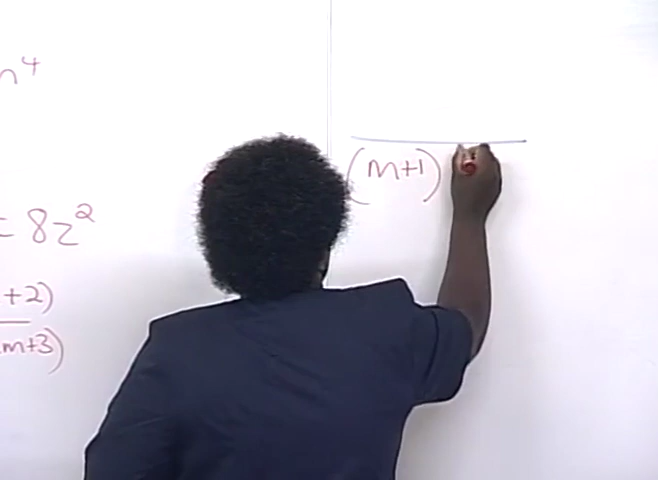 n⁴
= 8z²
+2)
m+3)
(m+1)